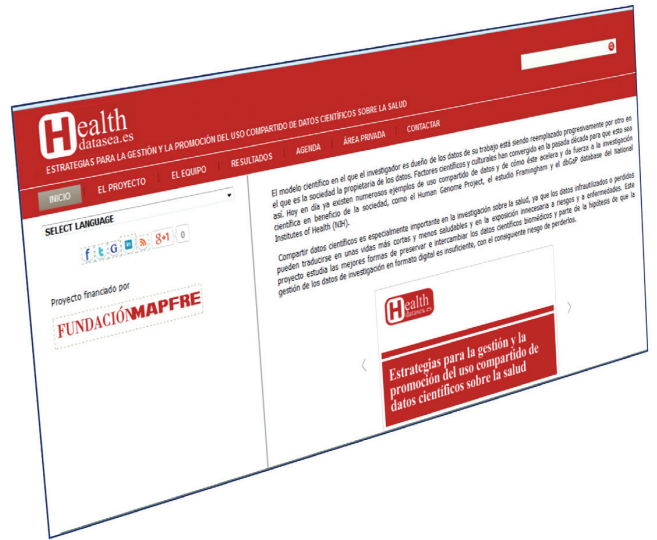 Health
datasea.es
ESTRATEGIAS PARA LA GESTIÓN Y LA PROMOCIÓN DEL USO COMPARTIDO DE DATOS CIENTÍFICOS SOBRE LA SALUD
INICIO EL PROYECTO EL EQUIPO RESULTADOS AGENDA ÁREA PRIVADA CONTACTAR
SELECT LANGUAGE
f t G in g+1 0
Proyecto financiado por
FUNDACIÓNMAPFRE
El modelo científico en el que el investigador es dueño de los datos de su trabajo está siendo reemplazado progresivamente por otro en
el que es la sociedad la propietaria de los datos. Factores científicos y culturales han convergido en la pasada década para que esto sea
así. Hoy en día ya existen numerosos ejemplos de uso compartido de datos y de cómo éste acelera y da fuerza a la investigación
científica en beneficio de la sociedad, como el Human Genome Project, el estudio Framingham y el dbGaP database del National
Institutes of Health (NIH).
Compartir datos científicos es especialmente importante en la investigación sobre la salud, ya que los datos infrautilizados o perdidos
pueden traducirse en unas vidas más cortas y menos saludables y en la exposición innecesaria a riesgos y a enfermedades. Este
proyecto estudia las mejores formas de preservar e intercambiar los datos científicos biomédicos y parte de la hipótesis de que la
gestión de los datos de investigación en formato digital es insuficiente, con el consiguiente riesgo de perderlos.
Health
datasea.es
Estrategias para la gestión y la
promoción del uso compartido de
datos científicos sobre la salud